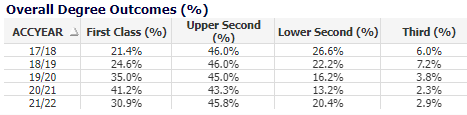 Overall Degree Outcomes (%)
ACCYEAR First Class (%) Upper Second (%) Lower Second (%) Third (%)
17/18 21.4% 46.0% 26.6% 6.0%
18/19 24.6% 46.0% 22.2% 7.2%
19/20 35.0% 45.0% 16.2% 3.8%
20/21 41.2% 43.3% 13.2% 2.3%
21/22 30.9% 45.8% 20.4% 2.9%